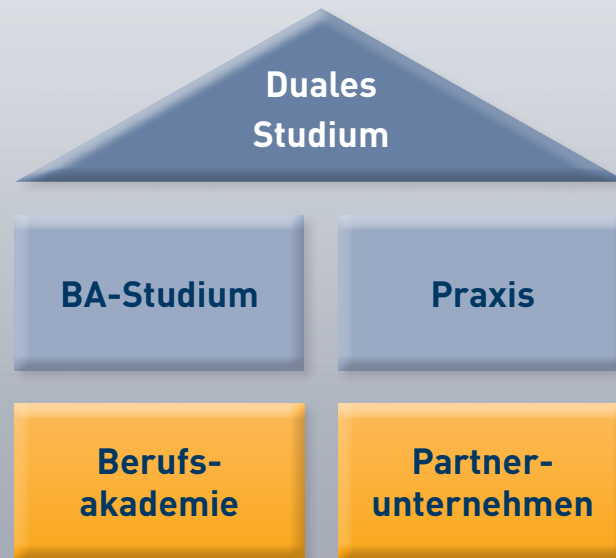 Duales
Studium
BA-Studium
Praxis
Berufs-
akademie
Partner-
unternehmen